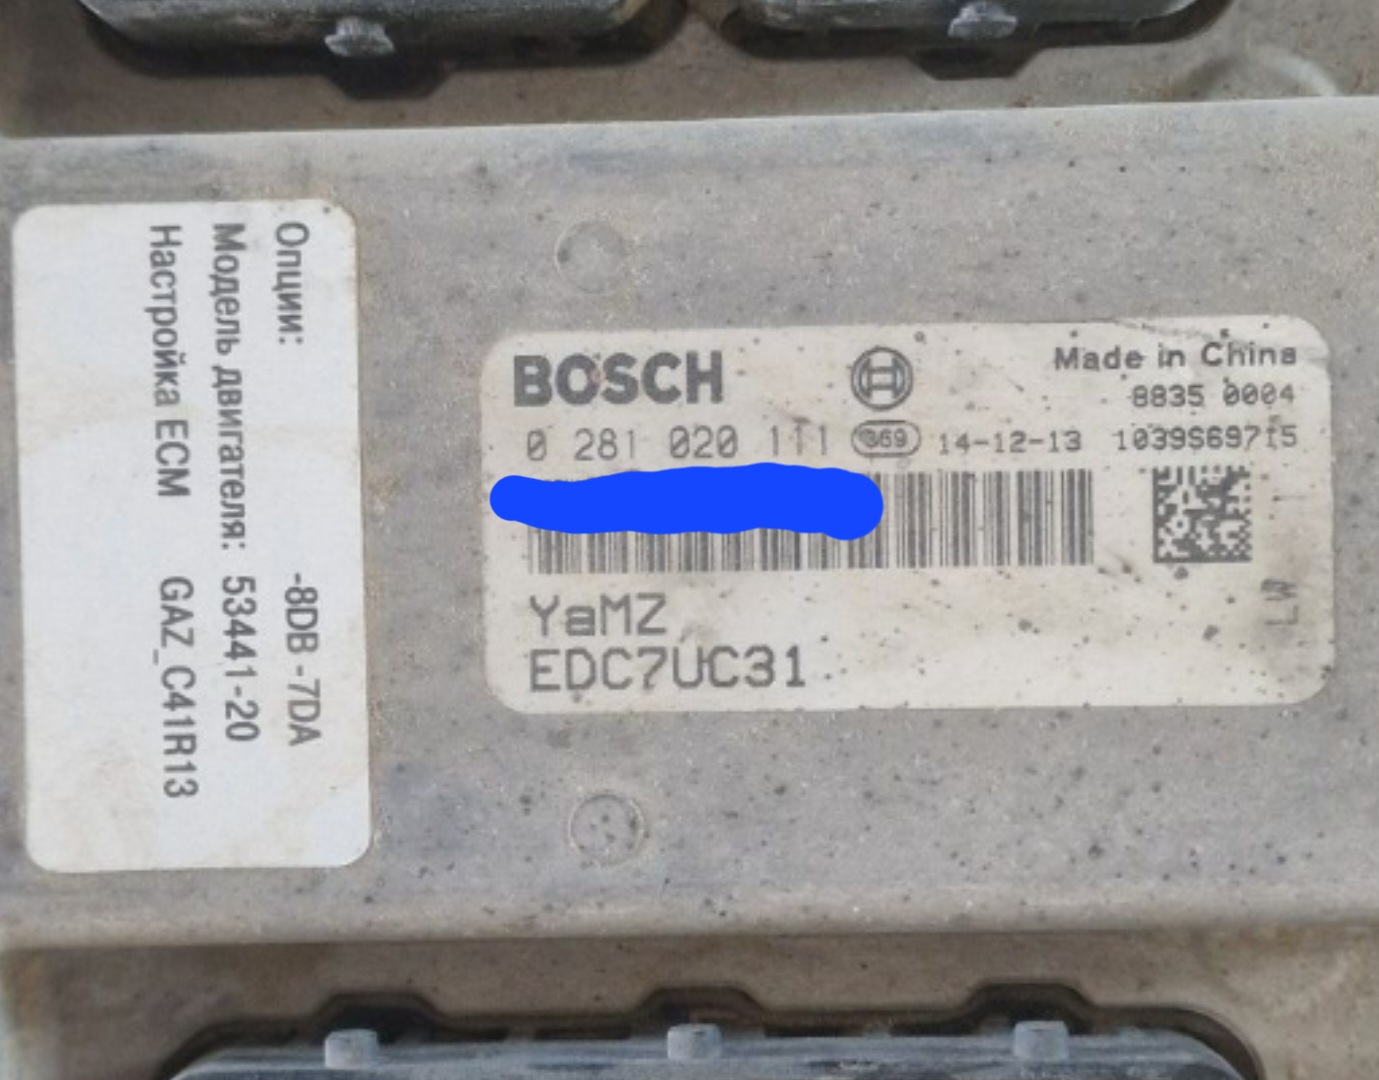 Опции: -8DB -7DA
Модель двигателя: 53441-20
Настройка ECM GAZ_C41R13
BOSCH
Made in China
8835 0004
0 281 020 111 14-12-13 1039S69715
YaMZ
EDC7UC31